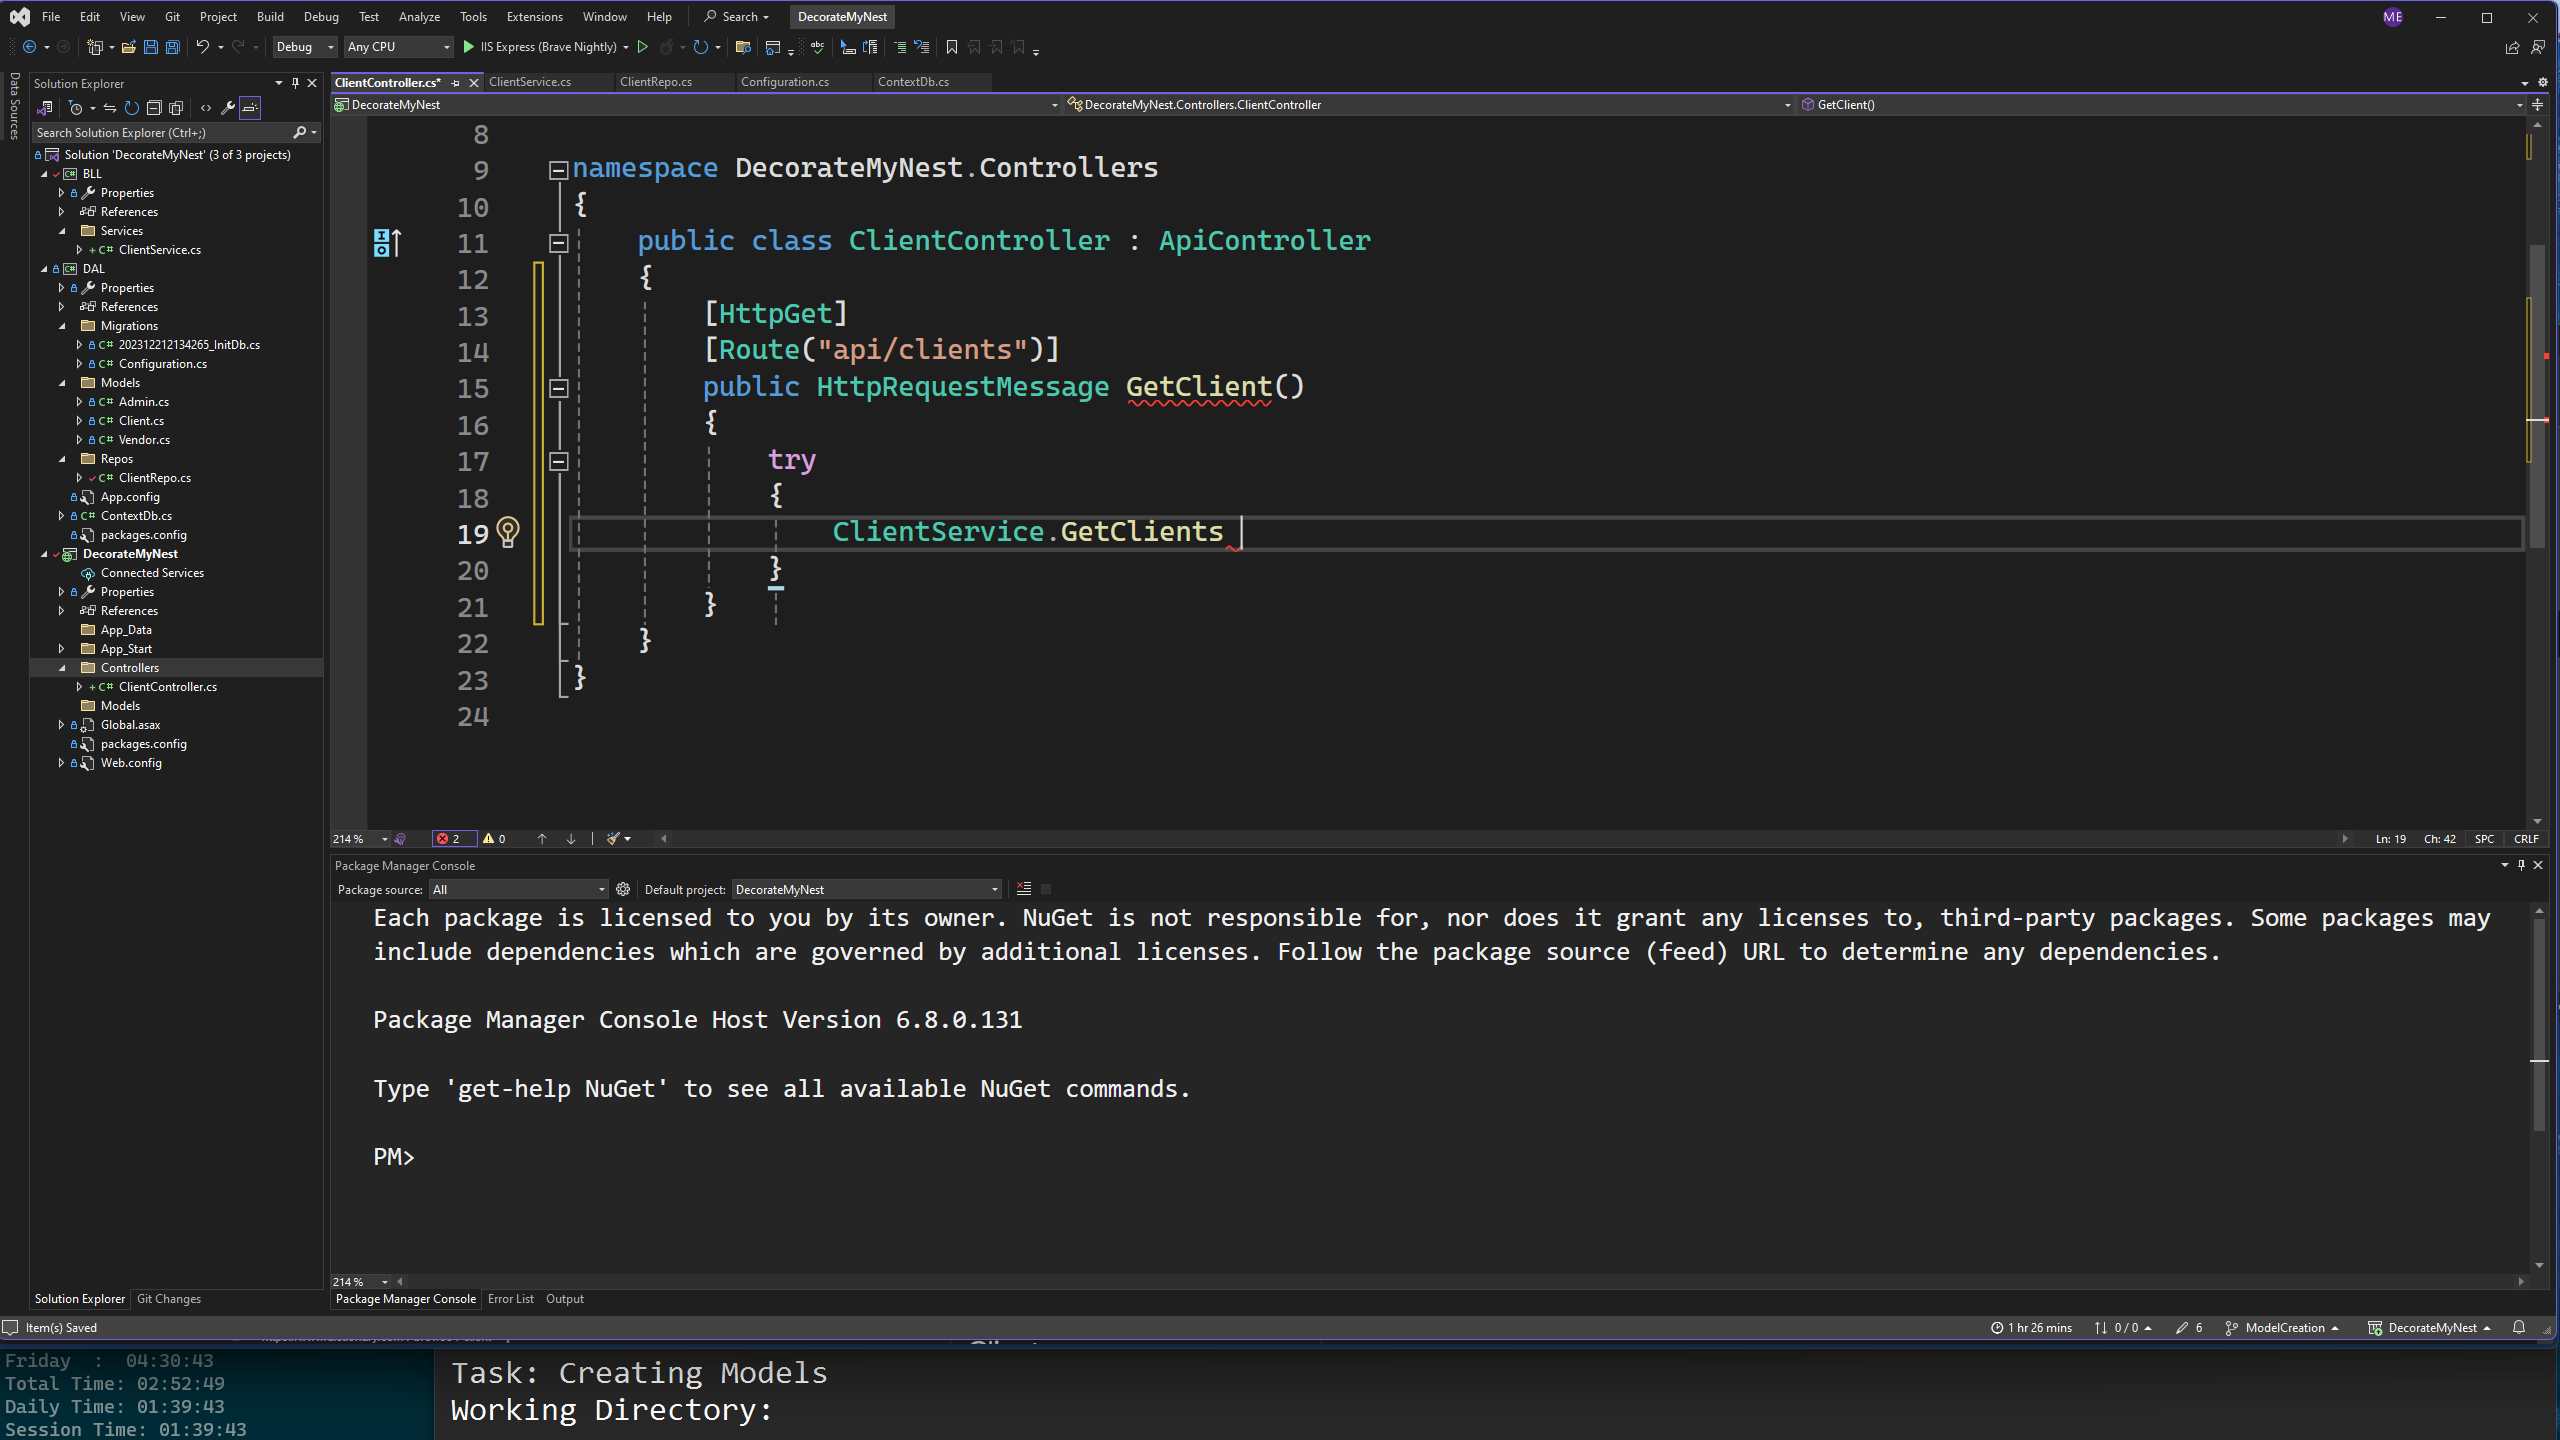 File Edit View Git Project Build Debug Test Analyze Tools Extensions Window Help Search DecorateMyNest ME
Debug Any CPU IIS Express (Brave Nightly)
Data Sources
Solution Explorer
Search Solution Explorer (Ctrl+;)
Solution 'DecorateMyNest' (3 of 3 projects)
BLL
Properties
References
Services
ClientService.cs
DAL
Properties
References
Migrations
202312212134265_InitDb.cs
Configuration.cs
Models
Admin.cs
Client.cs
Vendor.cs
Repos
ClientRepo.cs
App.config
ContextDb.cs
packages.config
DecorateMyNest
Connected Services
Properties
References
App_Data
App_Start
Controllers
ClientController.cs
Models
Global.asax
packages.config
Web.config
Solution Explorer Git Changes
ClientController.cs* ClientService.cs ClientRepo.cs Configuration.cs ContextDb.cs
DecorateMyNest DecorateMyNest.Controllers.ClientController GetClient()
8
9 namespace DecorateMyNest.Controllers
10 {
11 public class ClientController : ApiController
12 {
13 [HttpGet]
14 [Route("api/clients")]
15 public HttpRequestMessage GetClient()
16 {
17 try
18 {
19 ClientService.GetClients
20 }
21 }
22 }
23 }
24
214 % 2 0 Ln: 19 Ch: 42 SPC CRLF
Package Manager Console
Package source: All Default project: DecorateMyNest
Each package is licensed to you by its owner. NuGet is not responsible for, nor does it grant any licenses to, third-party packages. Some packages may
include dependencies which are governed by additional licenses. Follow the package source (feed) URL to determine any dependencies.
Package Manager Console Host Version 6.8.0.131
Type 'get-help NuGet' to see all available NuGet commands.
PM>
214 %
Package Manager Console Error List Output
Item(s) Saved 1 hr 26 mins 0 / 0 6 ModelCreation DecorateMyNest
Friday : 04:30:43
Total Time: 02:52:49
Daily Time: 01:39:43
Session Time: 01:39:43
Task: Creating Models
Working Directory: